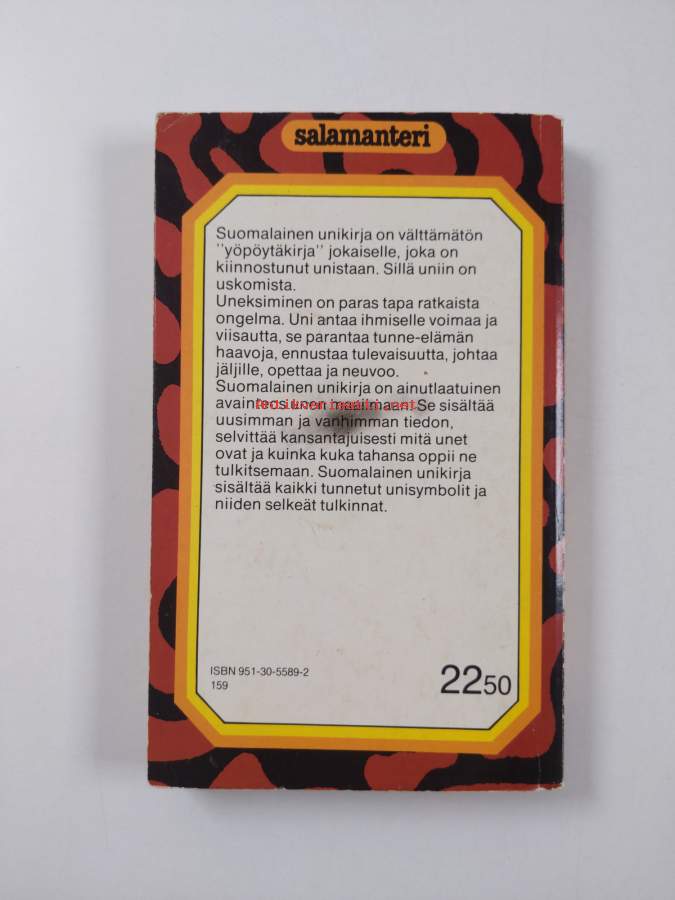 salamanteri
Suomalainen unikirja on välttämätön
''yöpöytäkirja'' jokaiselle, joka on
kiinnostunut unistaan. Sillä uniin on
uskomista.
Uneksiminen on paras tapa ratkaista
ongelma. Uni antaa ihmiselle voimaa ja
viisautta, se parantaa tunne-elämän
haavoja, ennustaa tulevaisuutta, johtaa
jäljille, opettaa ja neuvoo.
Suomalainen unikirja on ainutlaatuinen
avainteos unen maailmaan. Se sisältää
uusimman ja vanhimman tiedon,
selvittää kansantajuisesti mitä unet
ovat ja kuinka kuka tahansa oppii ne
tulkitsemaan. Suomalainen unikirja
sisältää kaikki tunnetut unisymbolit ja
niiden selkeät tulkinnat.
ISBN 951-30-5589-2
159
2250